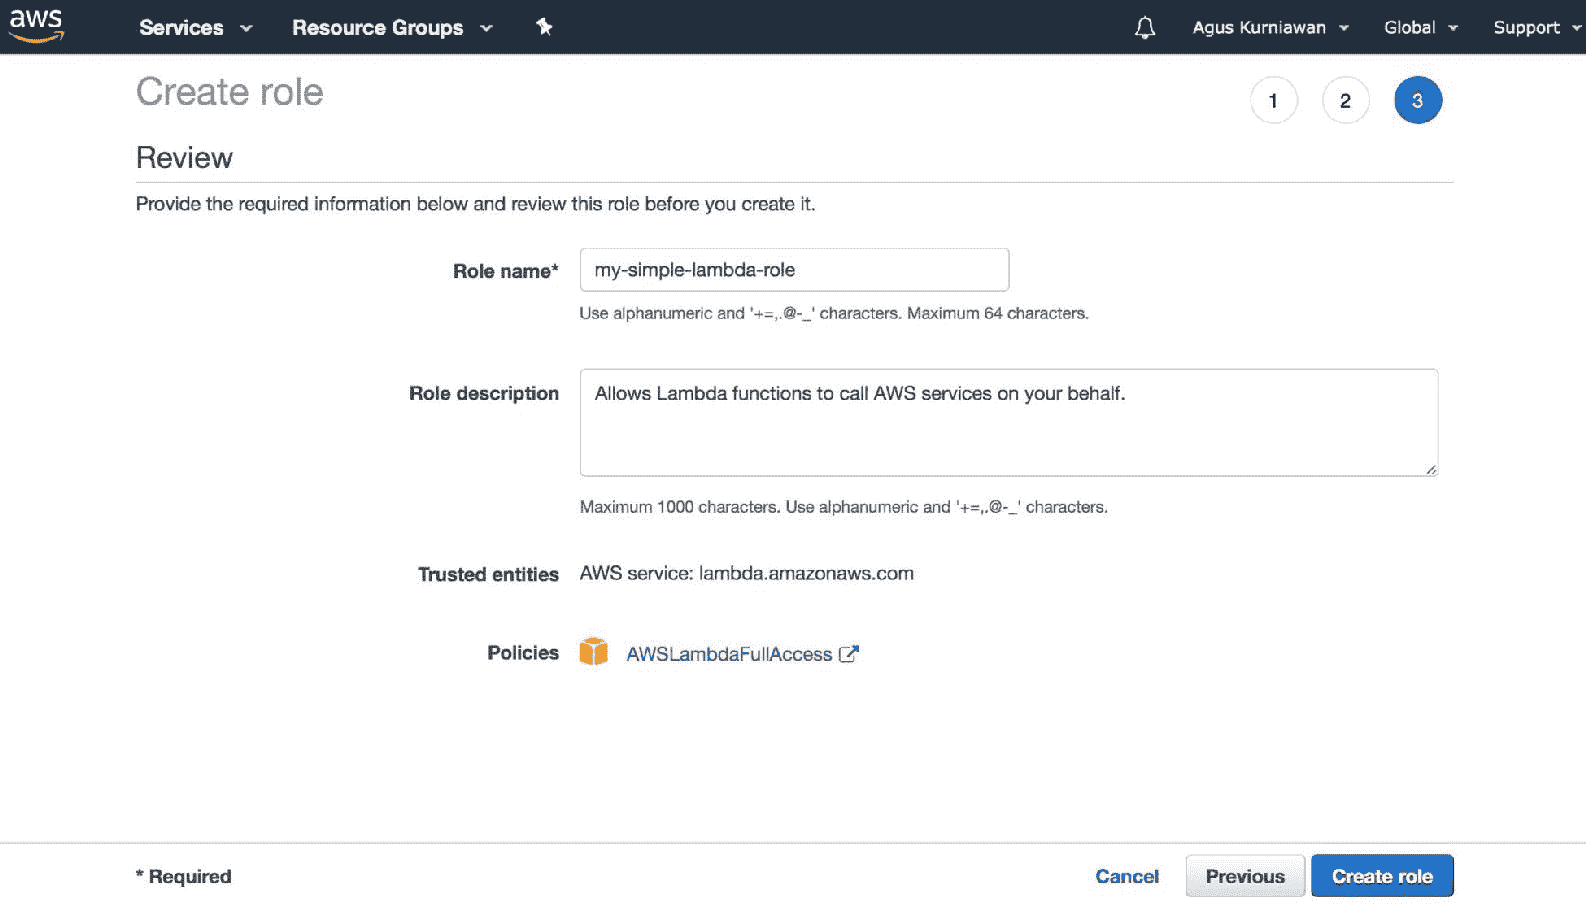 aws Services Resource Groups Agus Kurniawan Global Support
Create role 1 2 3
Review
Provide the required information below and review this role before you create it.
Role name* my-simple-lambda-role
Use alphanumeric and '+=,.@-_' characters. Maximum 64 characters.
Role description Allows Lambda functions to call AWS services on your behalf.
Maximum 1000 characters. Use alphanumeric and '+=,.@-_' characters.
Trusted entities AWS service: lambda.amazonaws.com
Policies AWSLambdaFullAccess
* Required Cancel Previous Create role